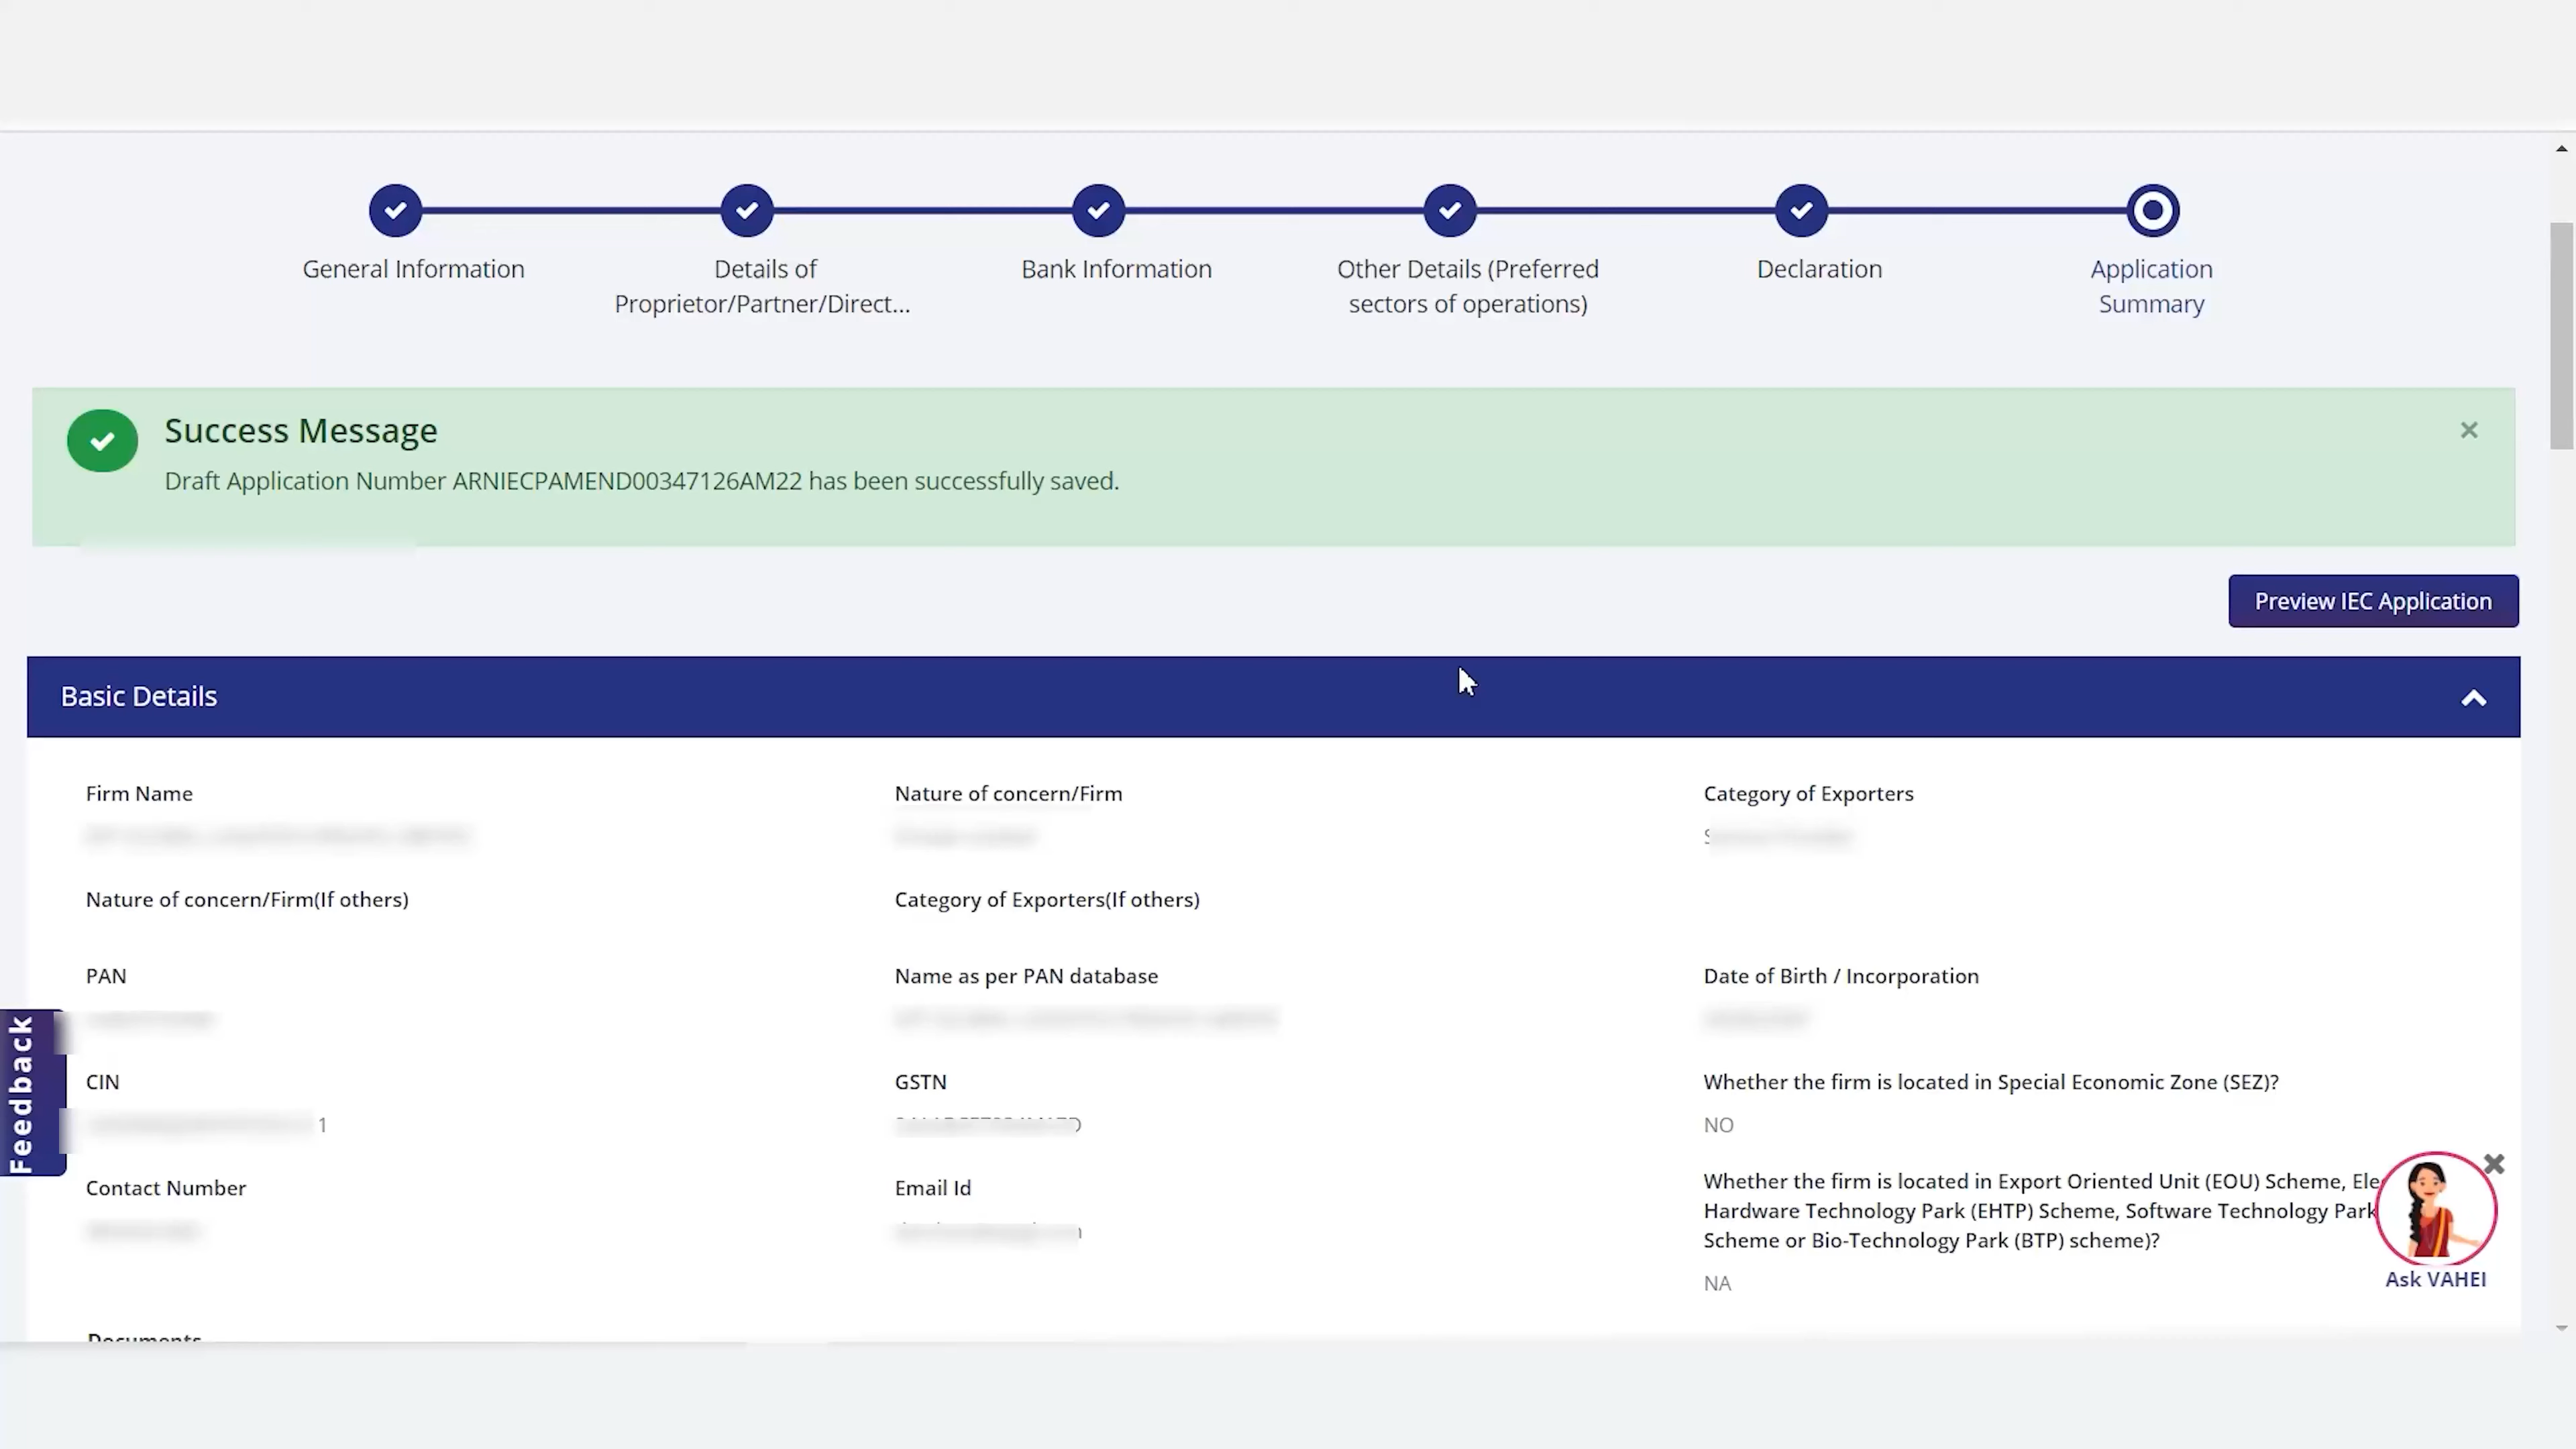 General Information
Details of
Proprietor/Partner/Direct...
Bank Information
Other Details (Preferred
sectors of operations)
Declaration
Application
Summary
Success Message
Draft Application Number ARNIECPAMEND00347126AM22 has been successfully saved.
Preview IEC Application
Basic Details
Firm Name
Nature of concern/Firm
Category of Exporters
Nature of concern/Firm(If others)
Category of Exporters(If others)
PAN
Name as per PAN database
Date of Birth / Incorporation
CIN
1
GSTN
Whether the firm is located in Special Economic Zone (SEZ)?
NO
Contact Number
Email Id
Whether the firm is located in Export Oriented Unit (EOU) Scheme, Ele
Hardware Technology Park (EHTP) Scheme, Software Technology Park
Scheme or Bio-Technology Park (BTP) scheme)?
NA
Documents
Feedback
Ask VAHEI